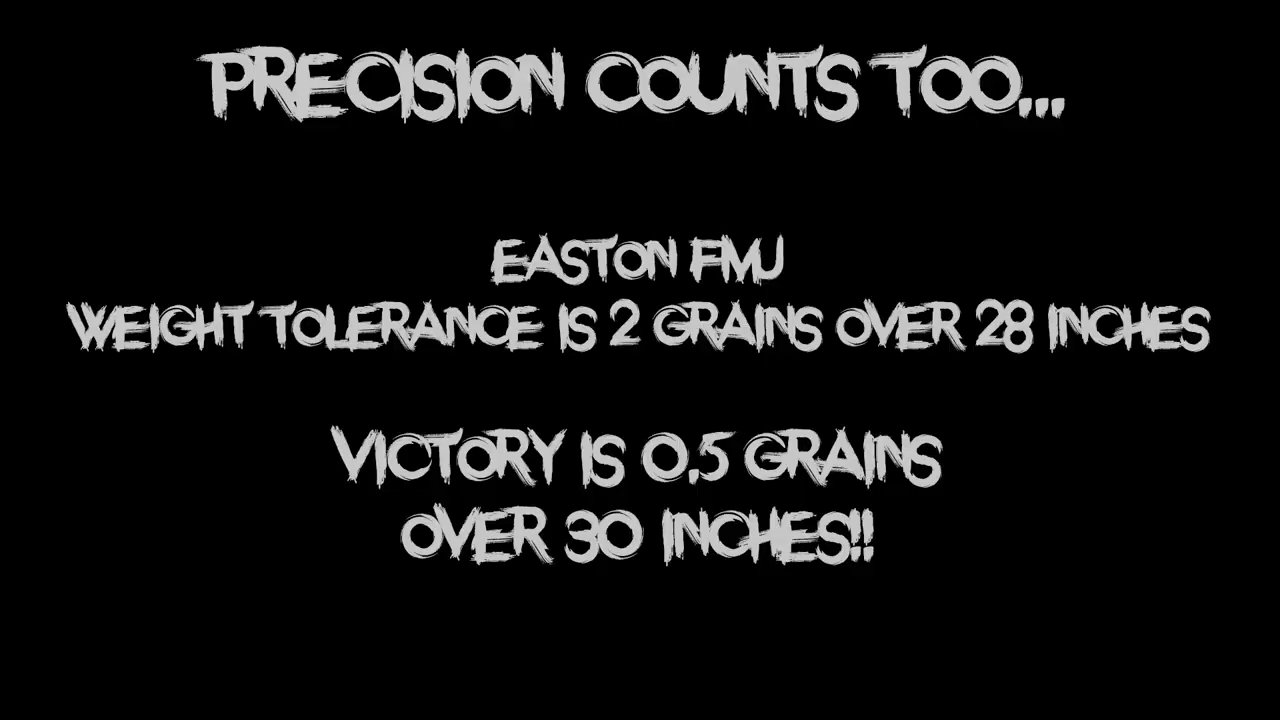 PRECISION COUNTS TOO...
EASTON FMJ
WEIGHT TOLERANCE IS 2 GRAINS OVER 28 INCHES
VICTORY IS 0.5 GRAINS
OVER 30 INCHES!!